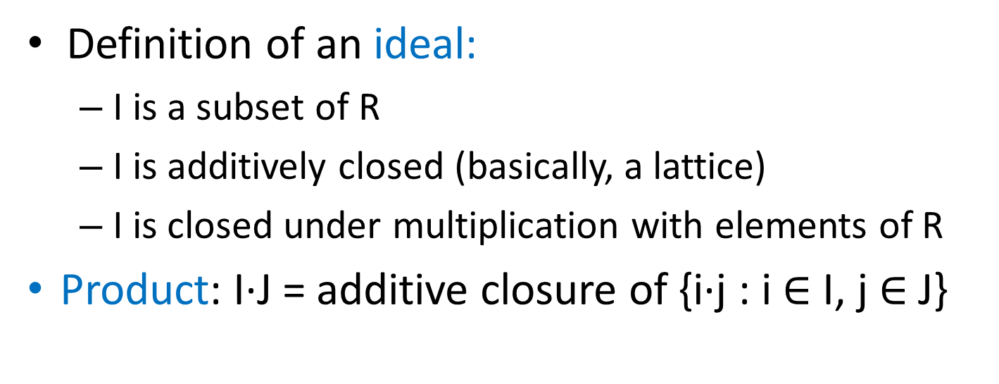 • Definition of an ideal:
– I is a subset of R
– I is additively closed (basically, a lattice)
– I is closed under multiplication with elements of R
• Product: I·J = additive closure of {i·j : i ∈ I, j ∈ J}